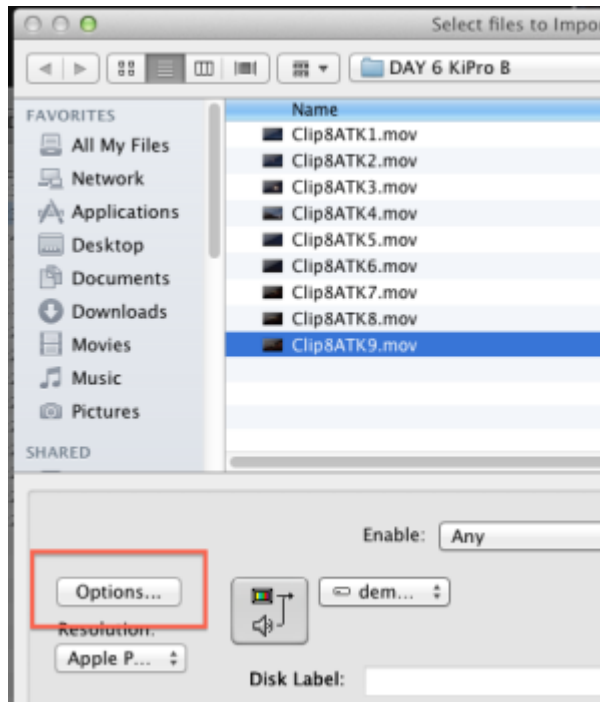 Select files to Impor
DAY 6 KiPro B
FAVORITES
All My Files
Network
Applications
Desktop
Documents
Downloads
Movies
Music
Pictures
SHARED
Name
Clip8ATK1.mov
Clip8ATK2.mov
Clip8ATK3.mov
Clip8ATK4.mov
Clip8ATK5.mov
Clip8ATK6.mov
Clip8ATK7.mov
Clip8ATK8.mov
Clip8ATK9.mov
Enable: Any
Options...
dem...
Resolution:
Apple P...
Disk Label: